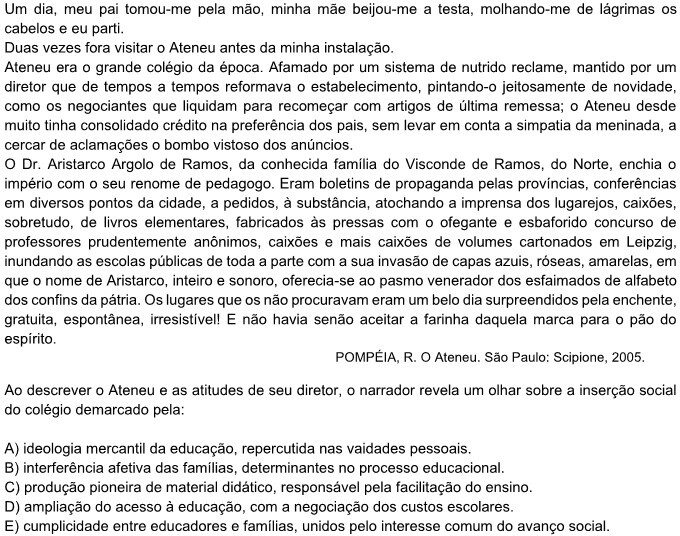 Um dia, meu pai tomou-me pela mão, minha mãe beijou-me a testa, molhando-me de lágrimas os
cabelos e eu parti.
Duas vezes fora visitar o Ateneu antes da minha instalação.
Ateneu era o grande colégio da época. Afamado por um sistema de nutrido reclame, mantido por um
diretor que de tempos a tempos reformava o estabelecimento, pintando-o jeitosamente de novidade,
como os negociantes que liquidam para recomeçar com artigos de última remessa; o Ateneu desde
muito tinha consolidado crédito na preferência dos pais, sem levar em conta a simpatia da meninada, a
cercar de aclamações o bombo vistoso dos anúncios.
O Dr. Aristarco Argolo de Ramos, da conhecida família do Visconde de Ramos, do Norte, enchia o
império com o seu renome de pedagogo. Eram boletins de propaganda pelas províncias, conferências
em diversos pontos da cidade, a pedidos, à substância, atochando a imprensa dos lugarejos, caixões,
sobretudo, de livros elementares, fabricados às pressas com o ofegante e esbaforido concurso de
professores prudentemente anônimos, caixões e mais caixões de volumes cartonados em Leipzig,
inundando as escolas públicas de toda a parte com a sua invasão de capas azuis, róseas, amarelas, em
que o nome de Aristarco, inteiro e sonoro, oferecia-se ao pasmo venerador dos esfaimados de alfabeto
dos confins da pátria. Os lugares que os não procuravam eram um belo dia surpreendidos pela enchente,
gratuita, espontânea, irresistível! E não havia senão aceitar a farinha daquela marca para o pão do
espírito.
POMPÉIA, R. O Ateneu. São Paulo: Scipione, 2005.
Ao descrever o Ateneu e as atitudes de seu diretor, o narrador revela um olhar sobre a inserção social
do colégio demarcado pela:
A) ideologia mercantil da educação, repercutida nas vaidades pessoais.
B) interferência afetiva das famílias, determinantes no processo educacional.
C) produção pioneira de material didático, responsável pela facilitação do ensino.
D) ampliação do acesso à educação, com a negociação dos custos escolares.
E) cumplicidade entre educadores e famílias, unidos pelo interesse comum do avanço social.